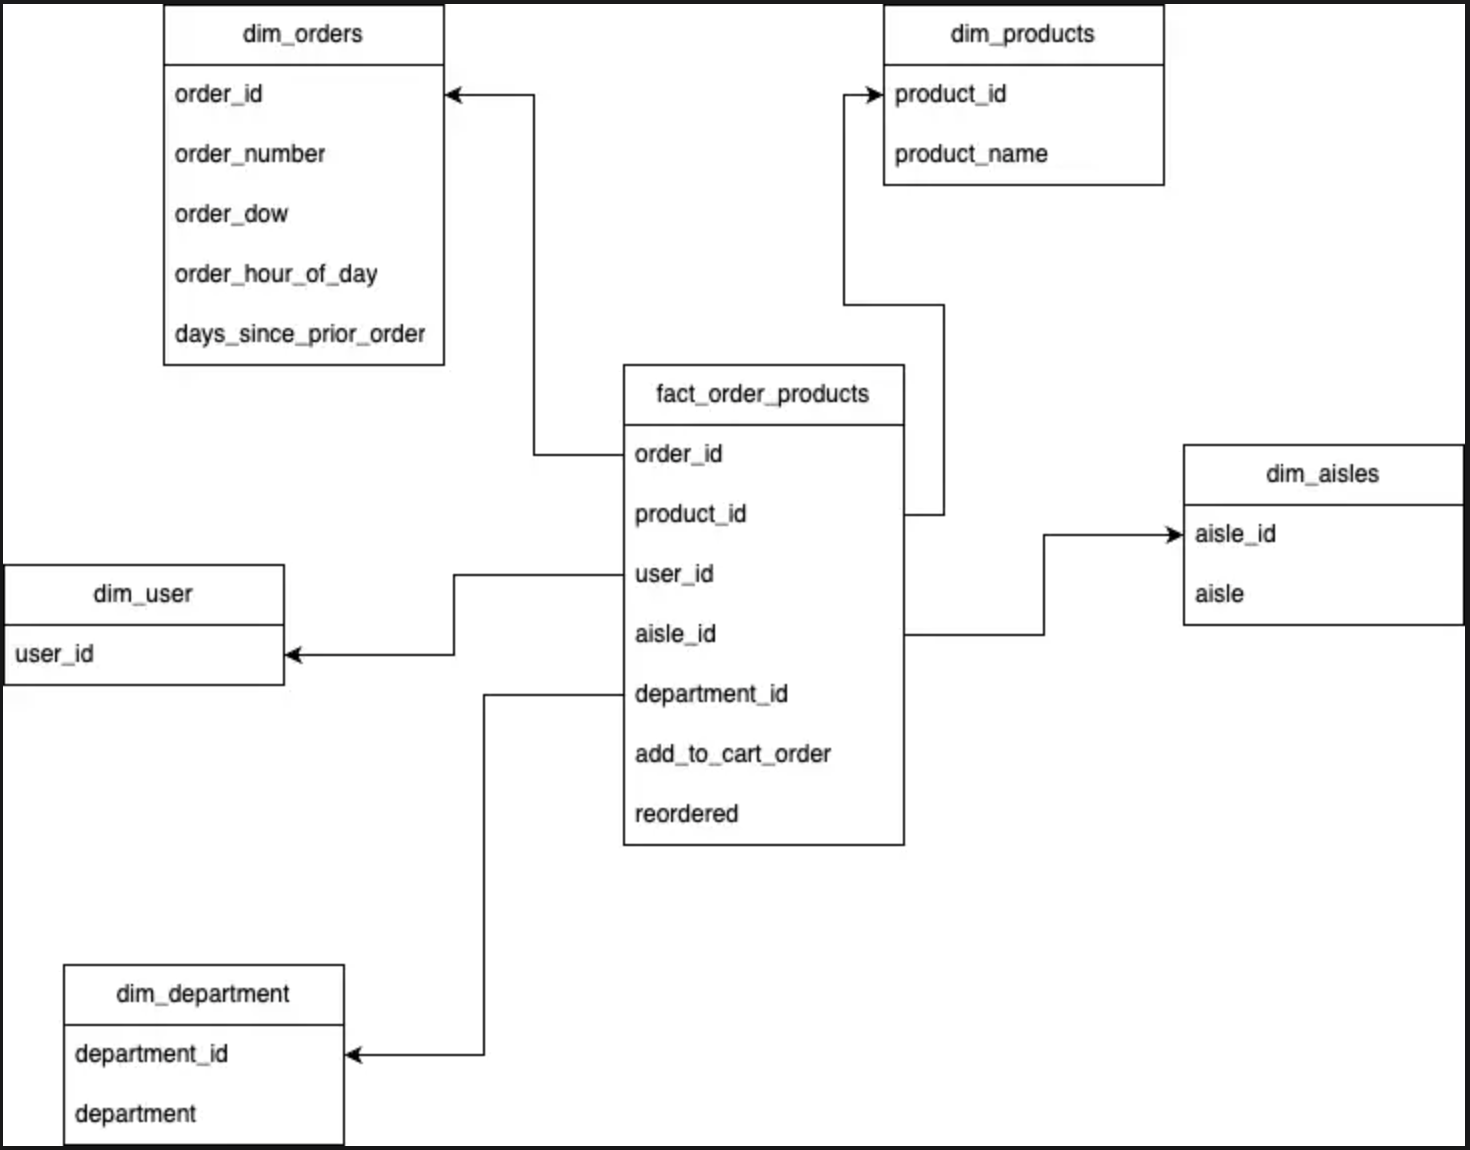 dim_orders
order_id
order_number
order_dow
order_hour_of_day
days_since_prior_order
dim_products
product_id
product_name
fact_order_products
order_id
product_id
user_id
aisle_id
department_id
add_to_cart_order
reordered
dim_aisles
aisle_id
aisle
dim_user
user_id
dim_department
department_id
department